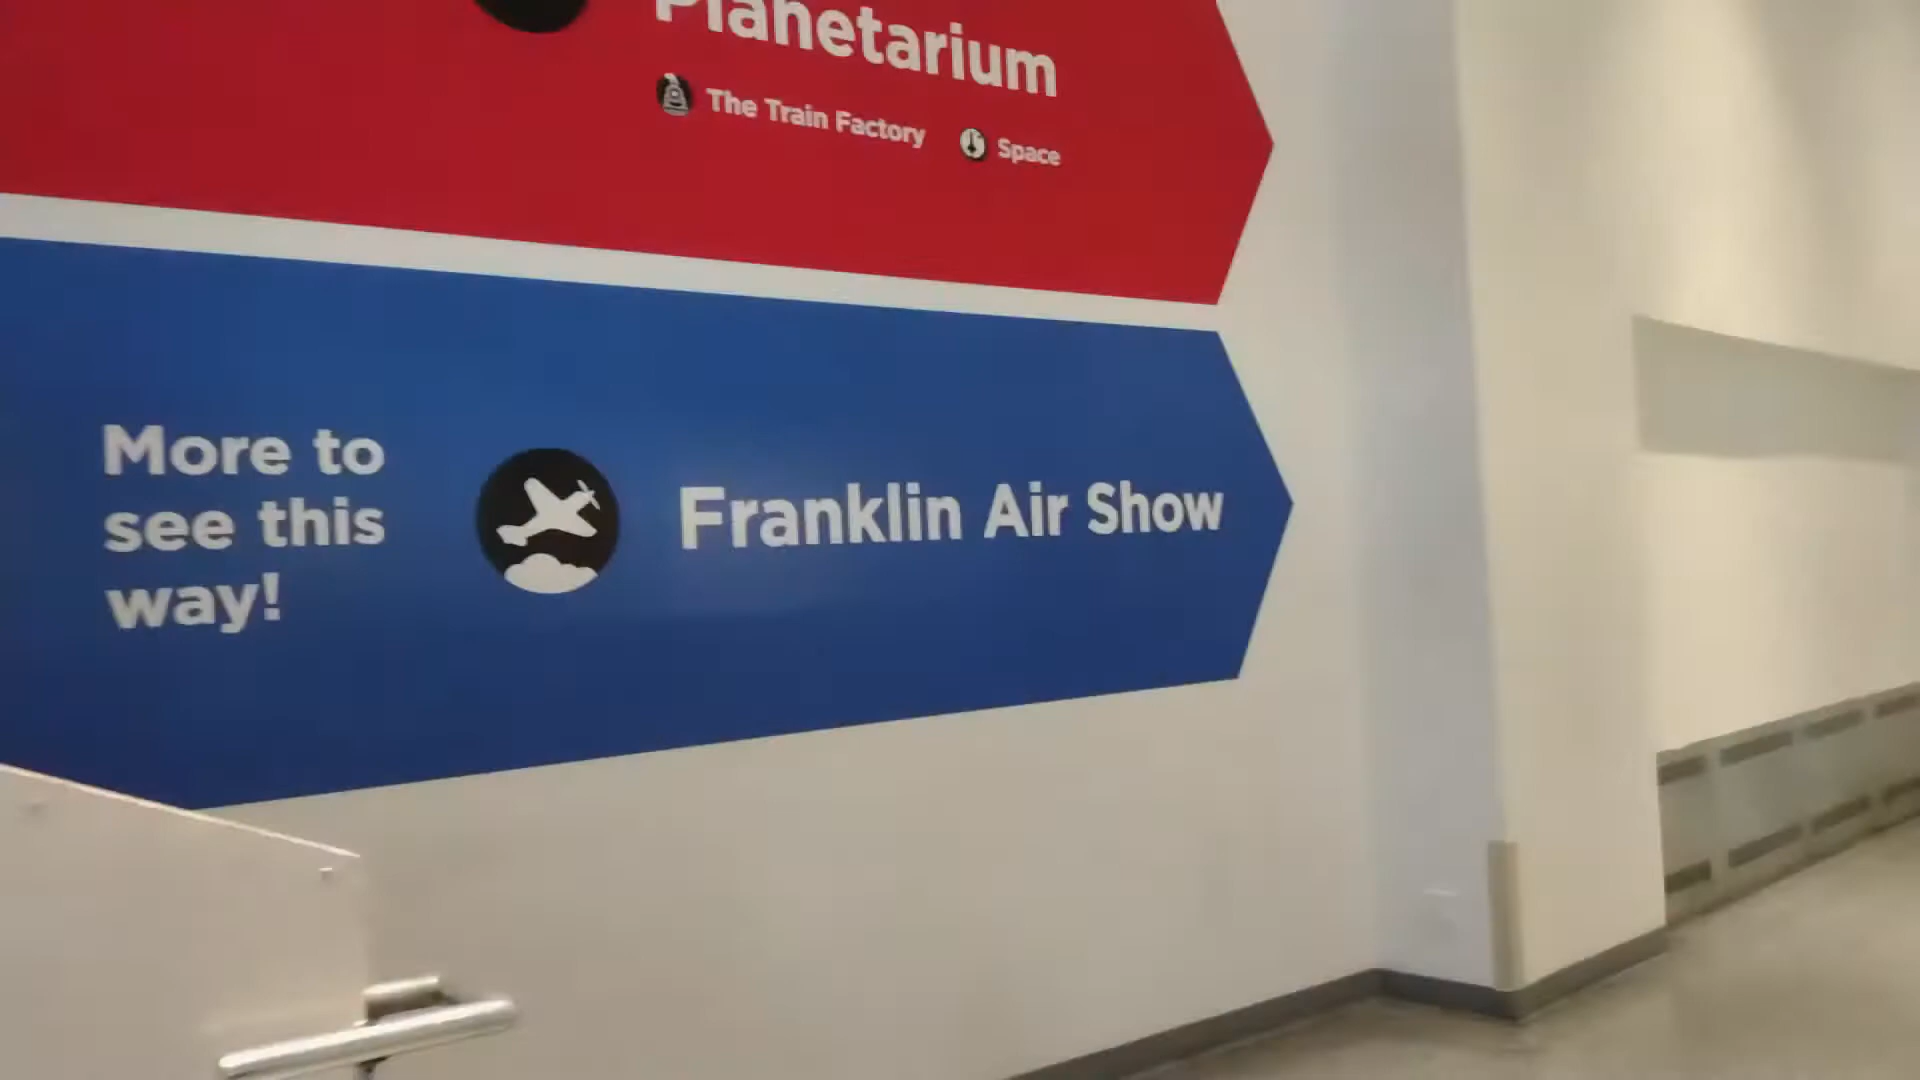 Planetarium
The Train Factory
Space
More to
see this
way!
Franklin Air Show